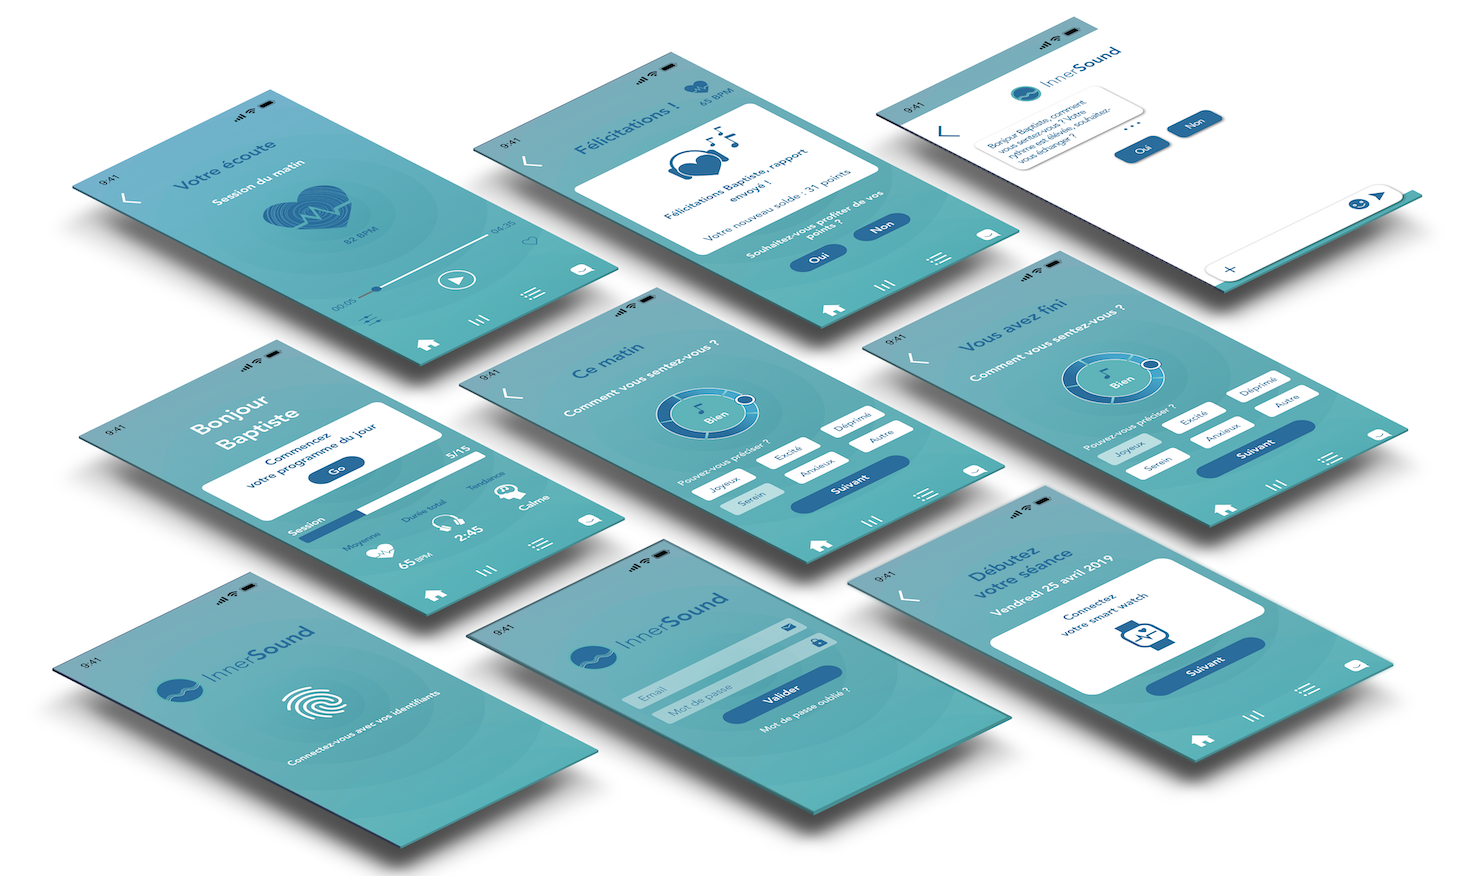 9:41
Votre écoute
Session du matin
82 BPM
00:05
04:35
9:41
Félicitations !
65 BPM
Félicitations Baptiste, rapport
envoyé !
Votre nouveau solde : 31 points
Souhaitez-vous profiter de vos
points ?
Oui
Non
9:41
InnerSound
Bonjour Baptiste, comment
vous sentez-vous ? Votre
rythme est élevée, souhaitez-
vous échanger ?
Oui
Non
9:41
Bonjour
Baptiste
Commencez
votre programme du jour
Go
Session
5/15
Moyenne
65 BPM
Durée total
2:45
Tendance
Calme
9:41
Ce matin
Comment vous sentez-vous ?
Bien
Pouvez-vous préciser ?
Joyeux
Excité
Déprimé
Serein
Anxieux
Autre
Suivant
9:41
Vous avez fini
Comment vous sentez-vous ?
Bien
Pouvez-vous préciser ?
Joyeux
Excité
Déprimé
Serein
Anxieux
Autre
Suivant
9:41
InnerSound
Connectez-vous avec vos identifiants
9:41
InnerSound
Email
Mot de passe
Valider
Mot de passe oublié ?
9:41
Débutez
votre séance
Vendredi 25 avril 2019
Connectez
votre smart watch
Suivant